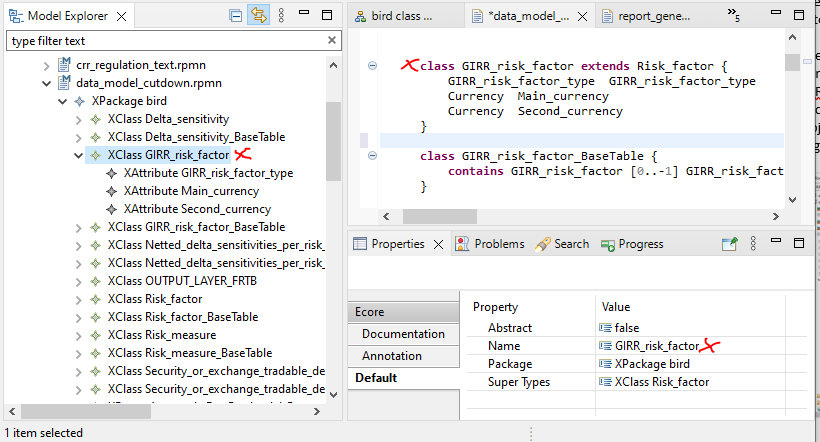 Model Explorer
type filter text
crr_regulation_text.rpmn
data_model_cutdown.rpmn
XPackage bird
XClass Delta_sensitivity
XClass Delta_sensitivity_BaseTable
XClass GIRR_risk_factor
XAttribute GIRR_risk_factor_type
XAttribute Main_currency
XAttribute Second_currency
XClass GIRR_risk_factor_BaseTable
XClass Netted_delta_sensitivities_per_risk_
XClass Netted_delta_sensitivities_per_risk_
XClass OUTPUT_LAYER_FRTB
XClass Risk_factor
XClass Risk_factor_BaseTable
XClass Risk_measure
XClass Risk_measure_BaseTable
XClass Security_or_exchange_tradable_de
XClass Security_or_exchange_tradable_de
1 item selected
bird class ... *data_model_... report_gene... »5
class GIRR_risk_factor extends Risk_factor {
GIRR_risk_factor_type GIRR_risk_factor_type
Currency Main_currency
Currency Second_currency
}
class GIRR_risk_factor_BaseTable {
contains GIRR_risk_factor [0..-1] GIRR_risk_fact
}
Properties Problems Search Progress
Ecore
Documentation
Annotation
Default
Property Value
Abstract false
Name GIRR_risk_factor
Package XPackage bird
Super Types XClass Risk_factor